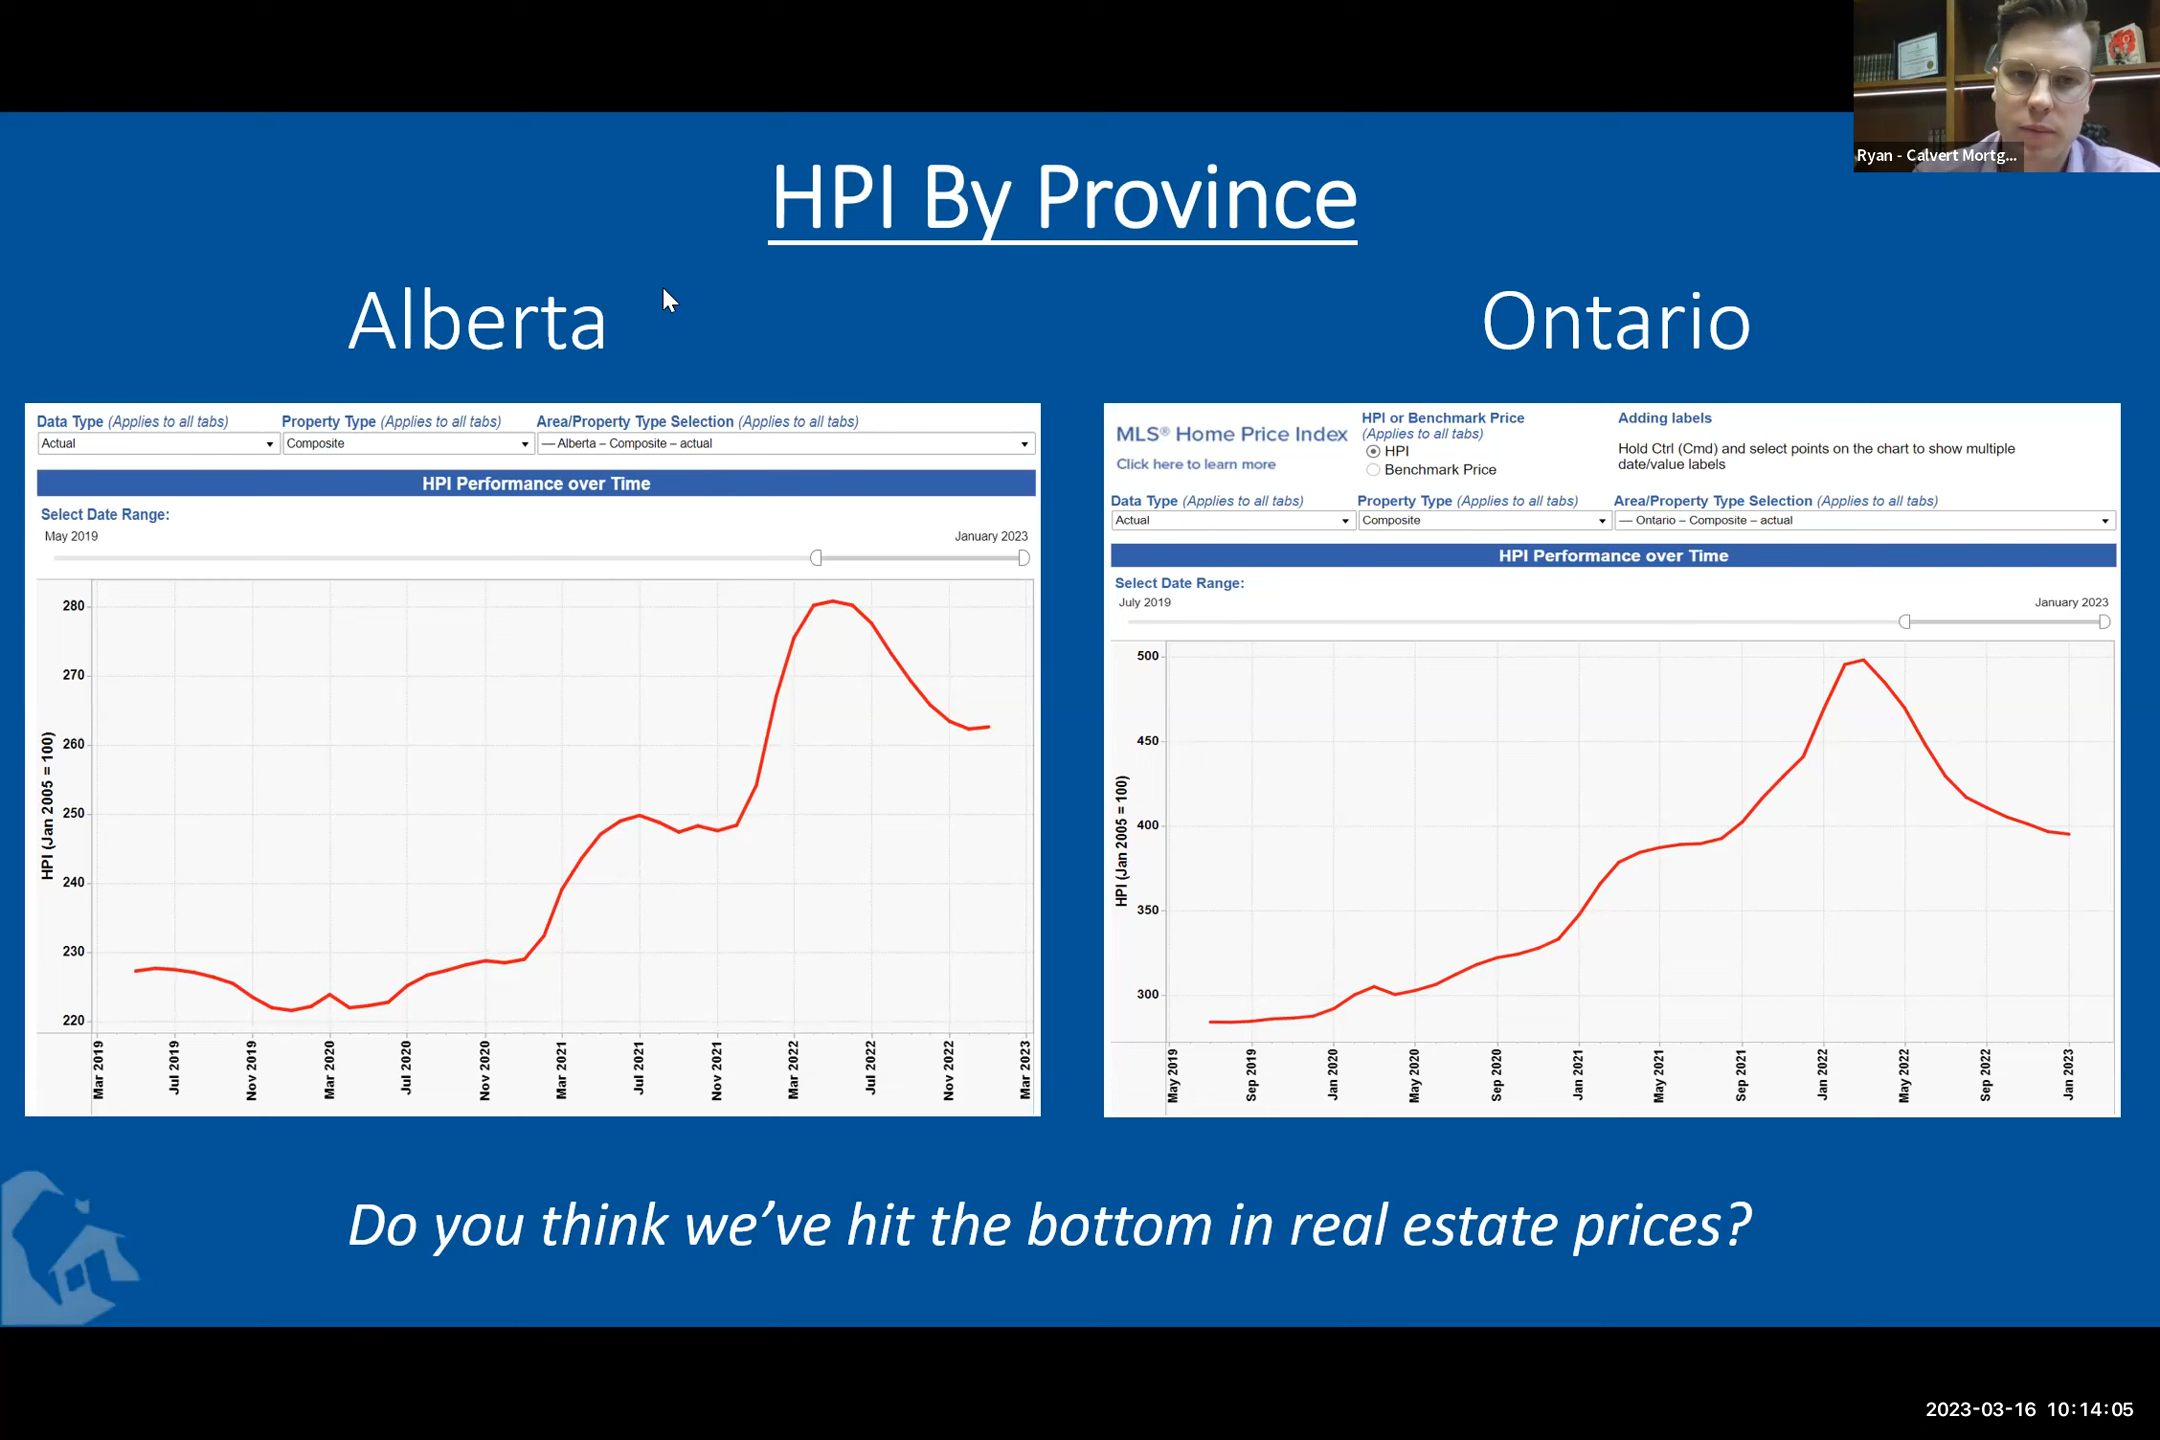 Ryan - Calvert Mortg...
HPI By Province
Alberta
Ontario
Data Type (Applies to all tabs)
Property Type (Applies to all tabs)
Area/Property Type Selection (Applies to all tabs)
Actual
Composite
— Alberta – Composite – actual
HPI Performance over Time
Select Date Range:
May 2019
January 2023
HPI (Jan 2005 = 100)
280
270
260
250
240
230
220
Mar 2019
Jul 2019
Nov 2019
Mar 2020
Jul 2020
Nov 2020
Mar 2021
Jul 2021
Nov 2021
Mar 2022
Jul 2022
Nov 2022
Mar 2023
MLS® Home Price Index
Click here to learn more
HPI or Benchmark Price
(Applies to all tabs)
HPI
Benchmark Price
Adding labels
Hold Ctrl (Cmd) and select points on the chart to show multiple
date/value labels
Data Type (Applies to all tabs)
Property Type (Applies to all tabs)
Area/Property Type Selection (Applies to all tabs)
Actual
Composite
— Ontario – Composite – actual
HPI Performance over Time
Select Date Range:
July 2019
January 2023
HPI (Jan 2005 = 100)
500
450
400
350
300
May 2019
Sep 2019
Jan 2020
May 2020
Sep 2020
Jan 2021
May 2021
Sep 2021
Jan 2022
May 2022
Sep 2022
Jan 2023
Do you think we’ve hit the bottom in real estate prices?
2023-03-16 10:14:05